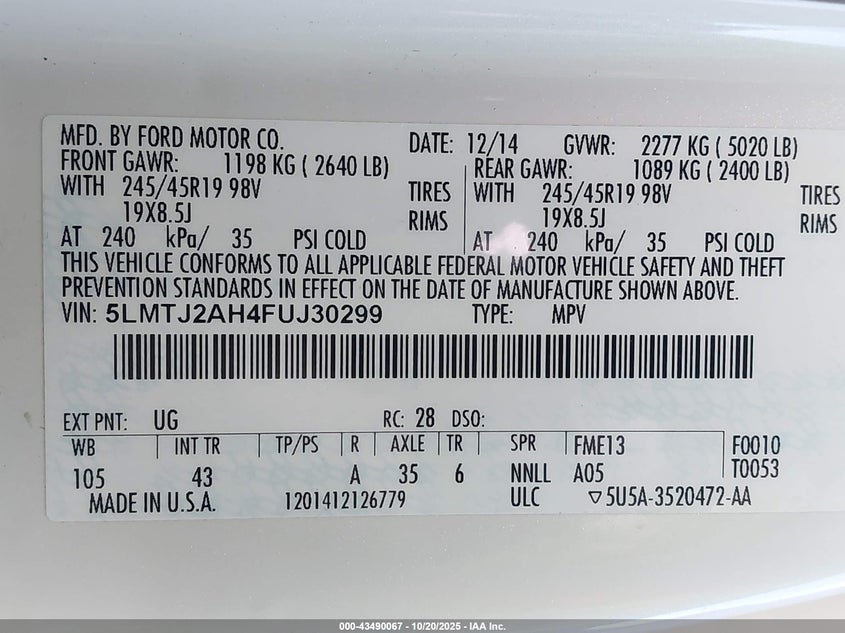 MFD. BY FORD MOTOR CO. DATE: 12/14 GVWR: 2277 KG ( 5020 LB)
FRONT GAWR: 1198 KG ( 2640 LB) REAR GAWR: 1089 KG ( 2400 LB)
WITH 245/45R19 98V TIRES WITH 245/45R19 98V TIRES
19X8.5J RIMS 19X8.5J RIMS
AT 240 kPa/ 35 PSI COLD AT 240 kPa/ 35 PSI COLD
THIS VEHICLE CONFORMS TO ALL APPLICABLE FEDERAL MOTOR VEHICLE SAFETY AND THEFT
PREVENTION STANDARDS IN EFFECT ON THE DATE OF MANUFACTURE SHOWN ABOVE.
VIN: 5LMTJ2AH4FUJ30299 TYPE: MPV
EXT PNT: UG RC: 28 DSO:
WB INT TR TP/PS R AXLE TR SPR FME13 F0010
105 43 A 35 6 NNLL A05 T0053
MADE IN U.S.A. 1201412126779 ULC ▽5U5A-3520472-AA
000-43490067 - 10/20/2025 - IAA Inc.